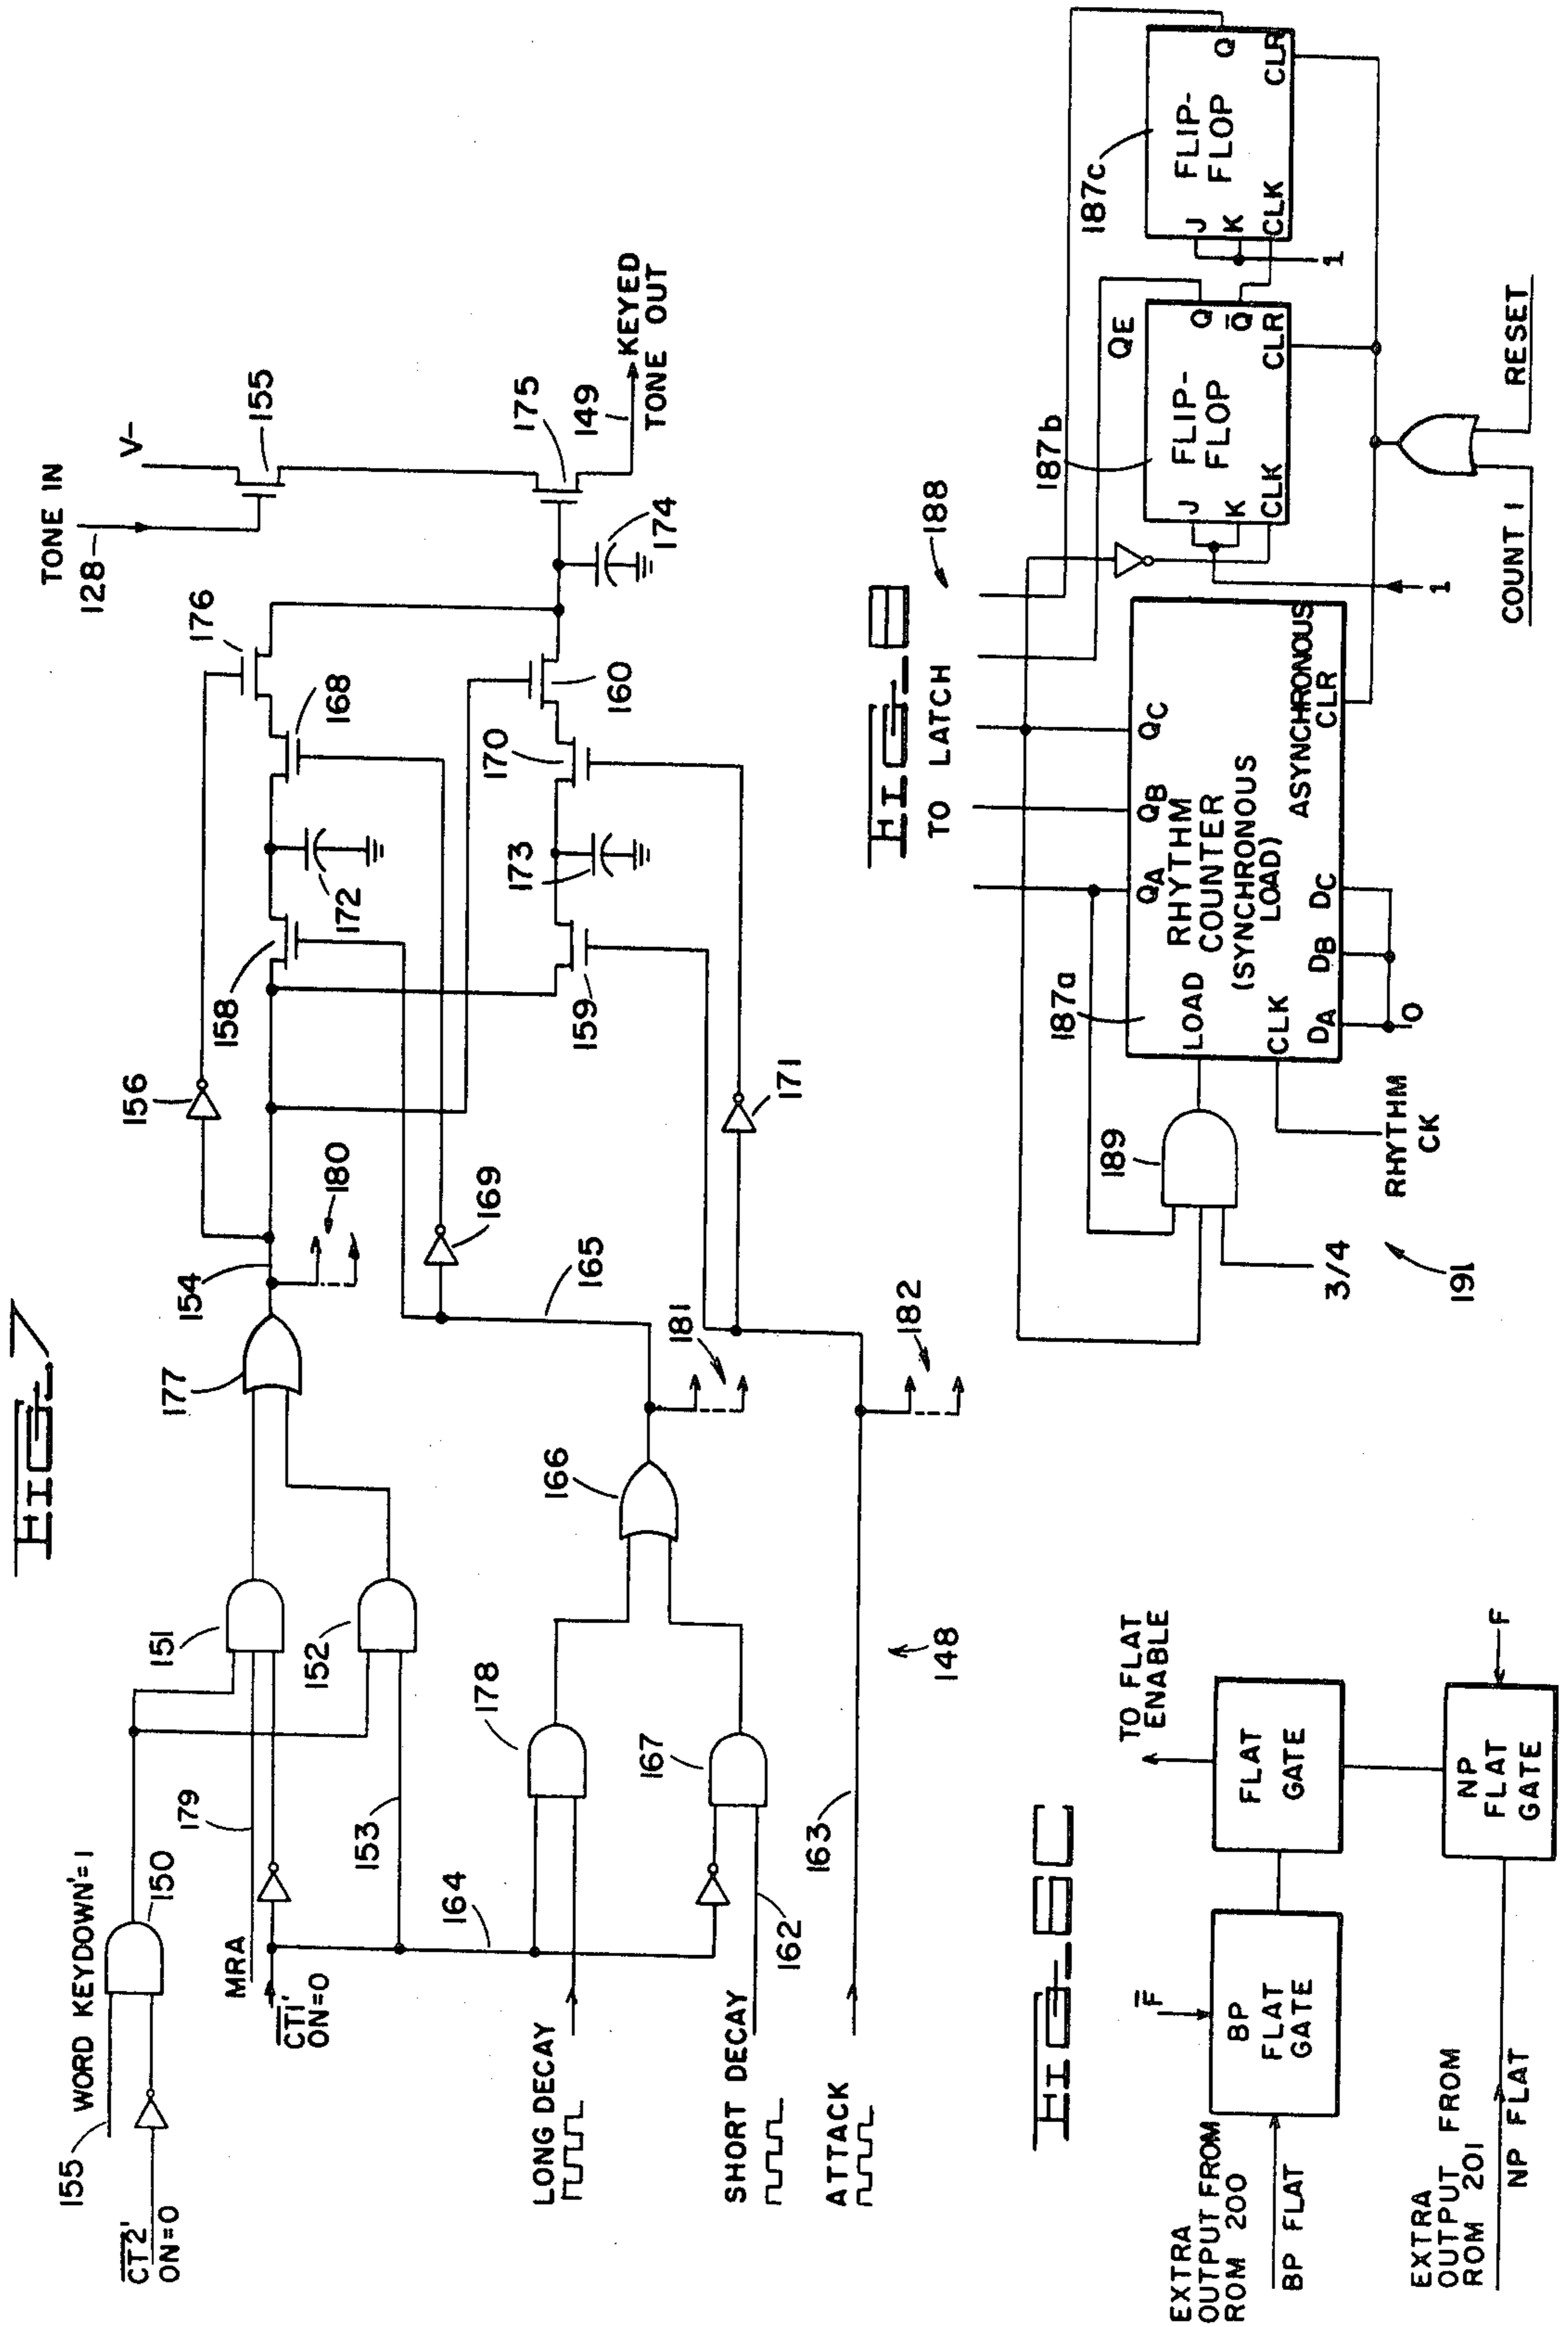 FIG 7
155
WORD KEYDOWN'=1
150
CT2'
ON=0
MRA
179
CT1'
ON=0
151
152
153
164
177
154
180
156
158
172
168
176
TONE IN
128
V-
155
175
149
KEYED
TONE OUT
174
160
170
173
159
171
169
165
181
182
166
178
167
LONG DECAY
SHORT DECAY
162
ATTACK
163
148
FIG 8
TO LATCH
188
187a
QA
QB
QC
RHYTHM
COUNTER
(SYNCHRONOUS
LOAD)
LOAD
CLK
ASYNCHRONOUS
CLR
DA
DB
DC
0
189
3/4
RHYTHM
CK
191
187b
QE
FLIP-
FLOP
J
K
CLK
Q
Q̅
CLR
1
187c
FLIP-
FLOP
J
K
CLK
Q
CLR
1
COUNT 1
RESET
FIG 8C
EXTRA
OUTPUT FROM
ROM 200
BP FLAT
F̅
BP
FLAT
GATE
FLAT
GATE
TO FLAT
ENABLE
EXTRA
OUTPUT FROM
ROM 201
NP FLAT
NP
FLAT
GATE
F